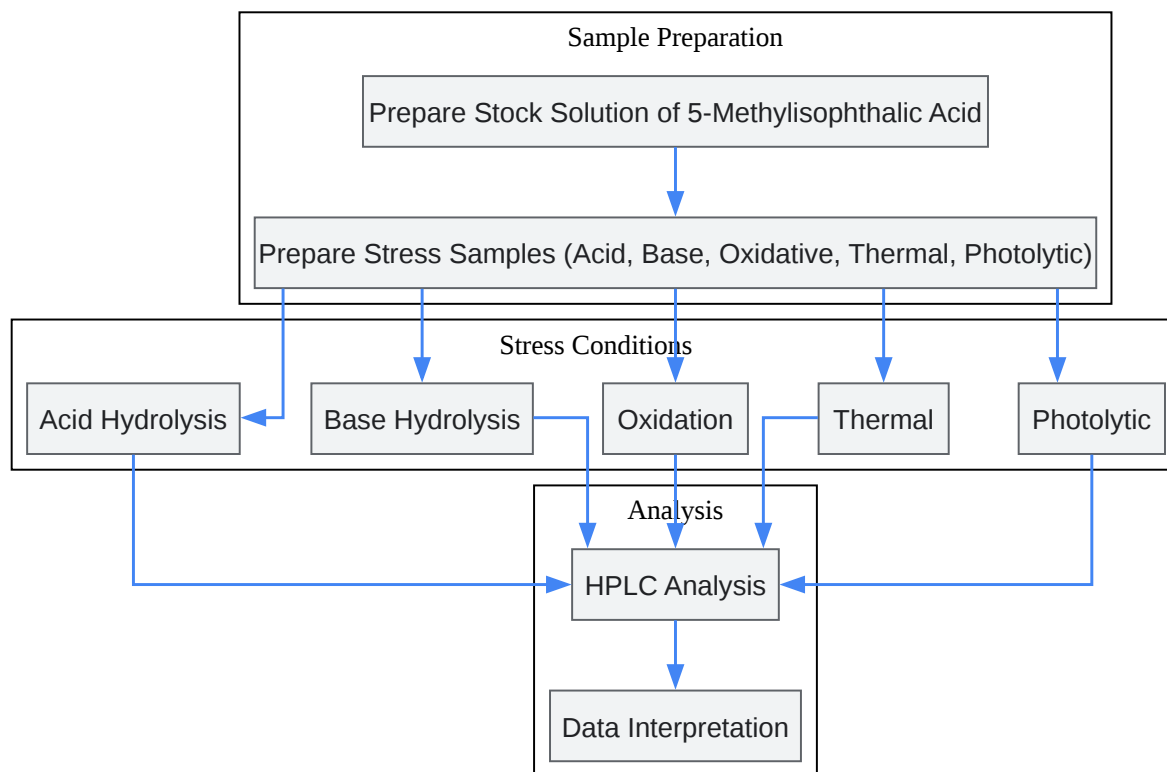 Sample Preparation
Prepare Stock Solution of 5-Methylisophthalic Acid
Prepare Stress Samples (Acid, Base, Oxidative, Thermal, Photolytic)
Stress Conditions
Acid Hydrolysis
Base Hydrolysis
Oxidation
Thermal
Photolytic
Analysis
HPLC Analysis
Data Interpretation